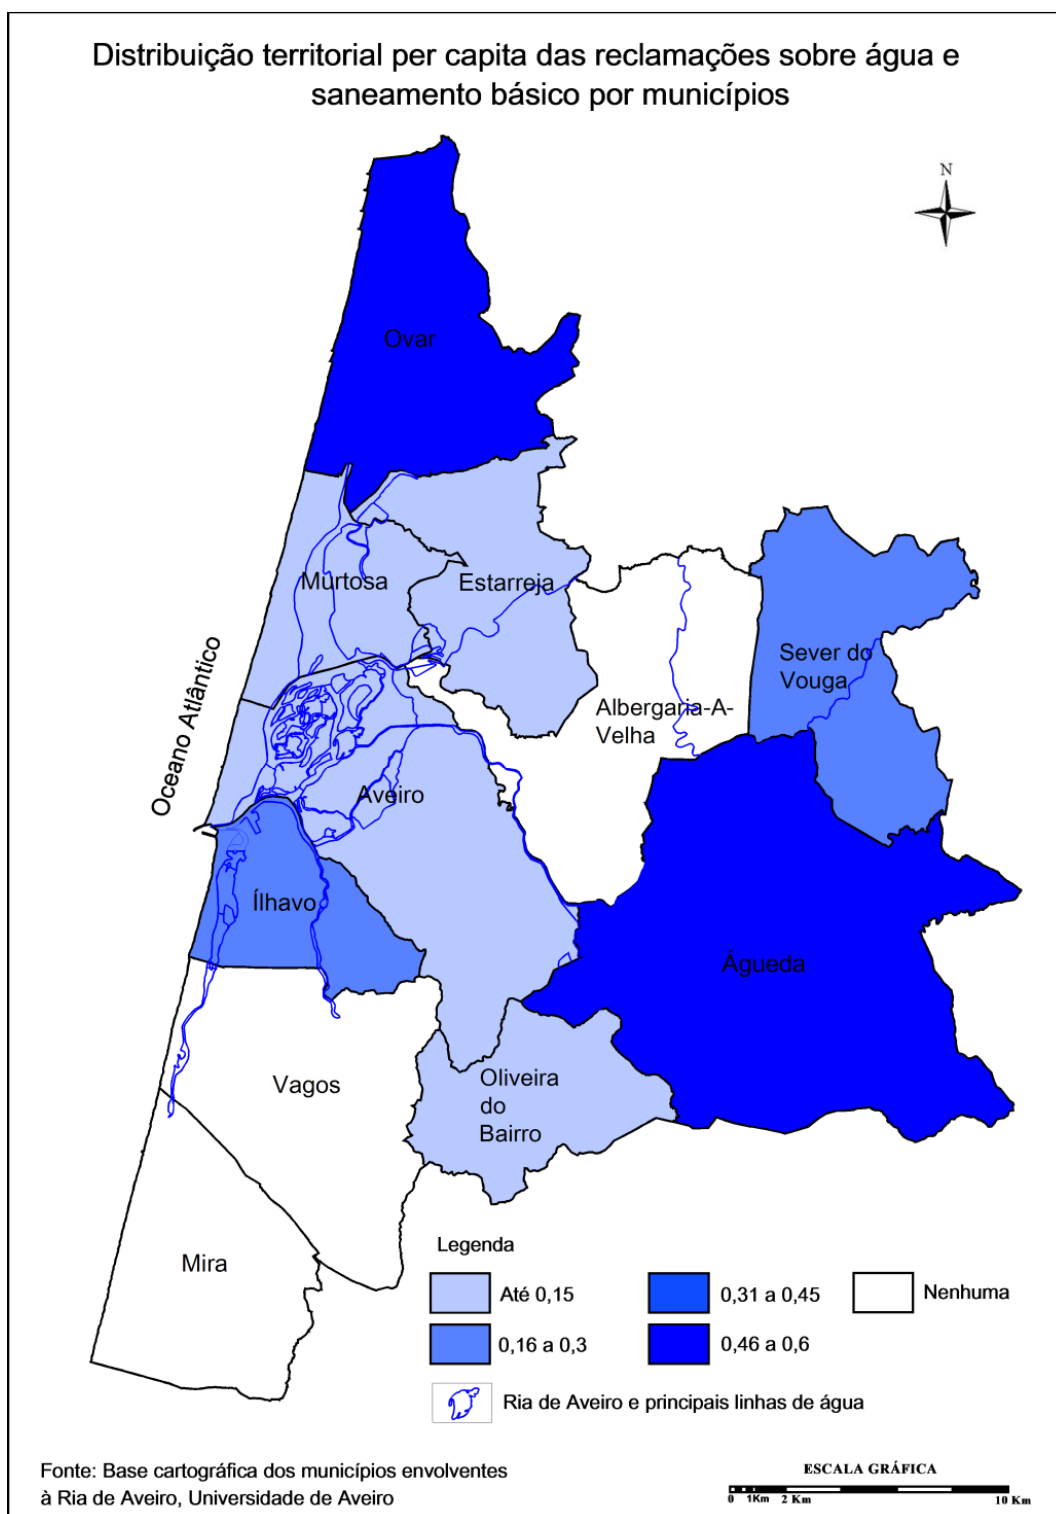 Distribuição territorial per capita das reclamações sobre água e
saneamento básico por municípios
N
Ovar
Murtosa
Estarreja
Sever do
Vouga
Albergaria-A-
Velha
Oceano Atlântico
Aveiro
Ílhavo
Águeda
Vagos
Oliveira
do
Bairro
Mira
Legenda
Até 0,15
0,16 a 0,3
0,31 a 0,45
0,46 a 0,6
Nenhuma
Ria de Aveiro e principais linhas de água
Fonte: Base cartográfica dos municípios envolventes
à Ria de Aveiro, Universidade de Aveiro
ESCALA GRÁFICA
0 1Km 2 Km 10 Km